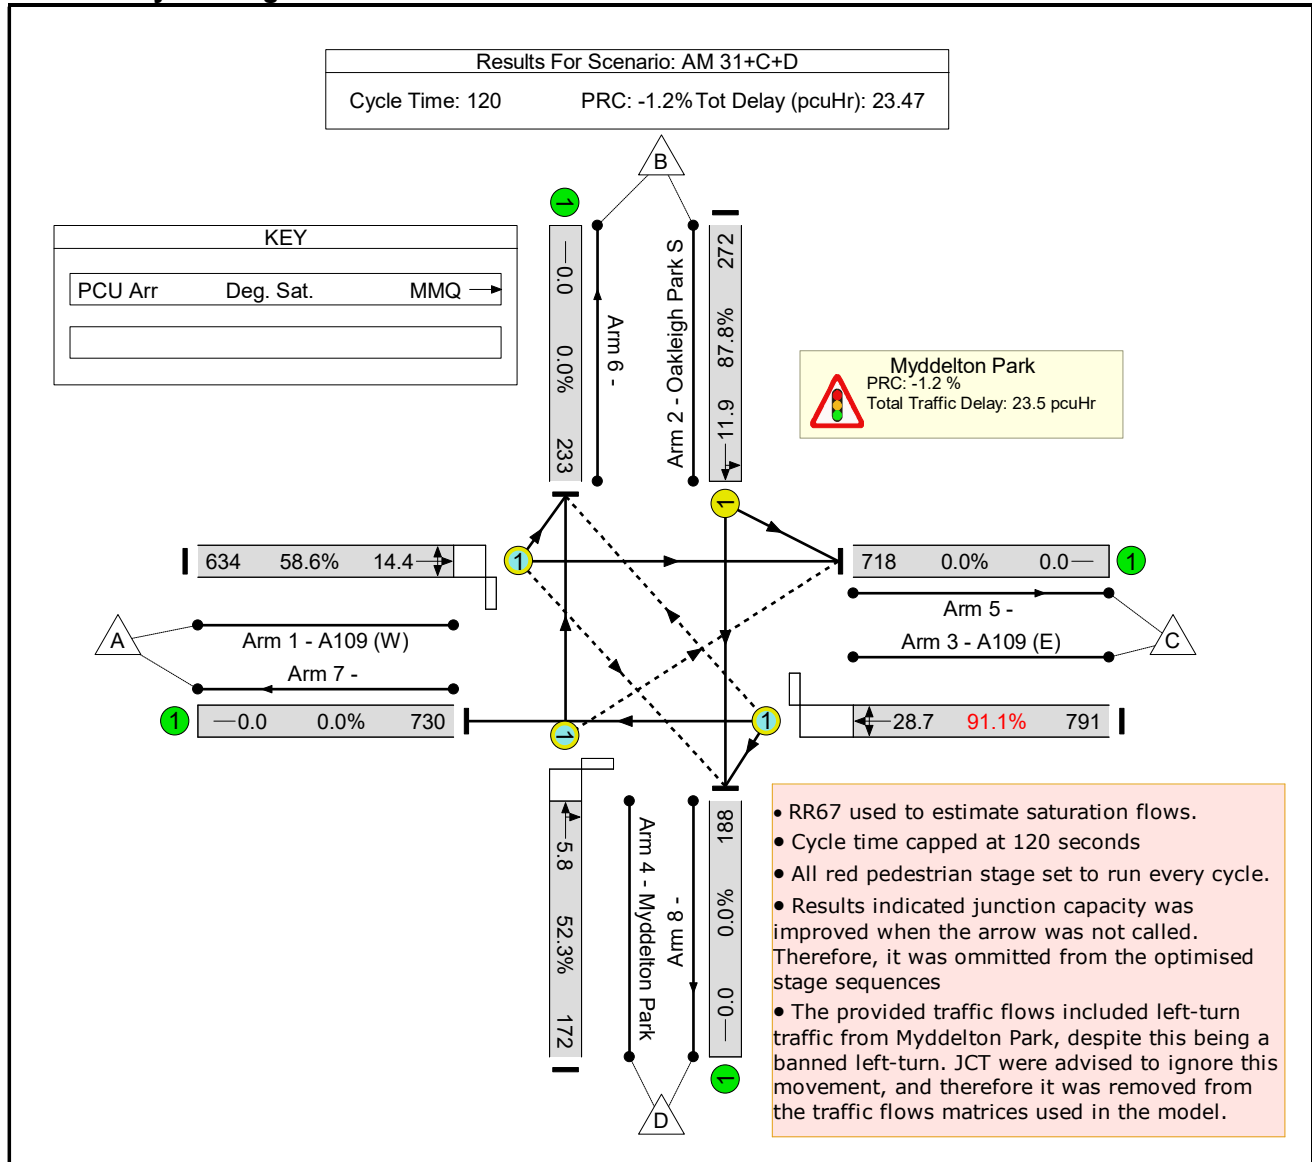 Results For Scenario: AM 31+C+D
Cycle Time: 120 PRC: -1.2% Tot Delay (pcuHr): 23.47
B
KEY
PCU Arr Deg. Sat. MMQ
1
0.0 0.0% 233
Arm 6 -
Arm 2 - Oakleigh Park S
272 87.8% 11.9
1
Myddelton Park
PRC: -1.2 %
Total Traffic Delay: 23.5 pcuHr
634 58.6% 14.4
1
718 0.0% 0.0
1
A
Arm 1 - A109 (W)
Arm 7 -
Arm 5 -
Arm 3 - A109 (E)
C
1
0.0 0.0% 730
1
1
28.7 91.1% 791
5.8 52.3% 172
Arm 4 - Myddelton Park
Arm 8 -
188 0.0% 0.0
1
D
• RR67 used to estimate saturation flows.
• Cycle time capped at 120 seconds
• All red pedestrian stage set to run every cycle.
• Results indicated junction capacity was
improved when the arrow was not called.
Therefore, it was ommitted from the optimised
stage sequences
• The provided traffic flows included left-turn
traffic from Myddelton Park, despite this being a
banned left-turn. JCT were advised to ignore this
movement, and therefore it was removed from
the traffic flows matrices used in the model.